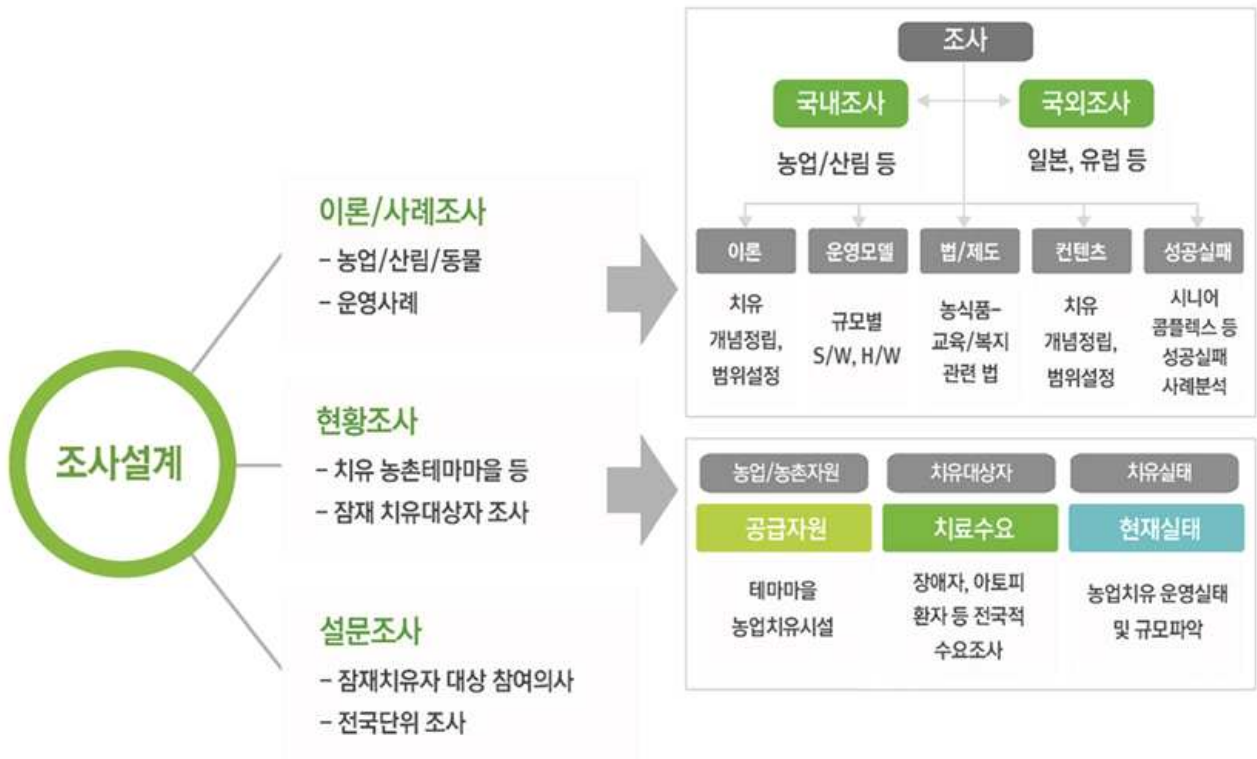 조사설계
이론/사례조사
– 농업/산림/동물
– 운영사례
현황조사
– 치유 농촌테마마을 등
– 잠재 치유대상자 조사
설문조사
– 잠재치유자 대상 참여의사
– 전국단위 조사
조사
국내조사
국외조사
농업/산림 등
일본, 유럽 등
이론
치유
개념정립,
범위설정
운영모델
규모별
S/W, H/W
법/제도
농식품–
교육/복지
관련 법
컨텐츠
치유
개념정립,
범위설정
성공실패
시니어
콤플렉스 등
성공실패
사례분석
농업/농촌자원
공급자원
테마마을
농업치유시설
치유대상자
치료수요
장애자, 아토피
환자 등 전국적
수요조사
치유실태
현재실태
농업치유 운영실태
및 규모파악